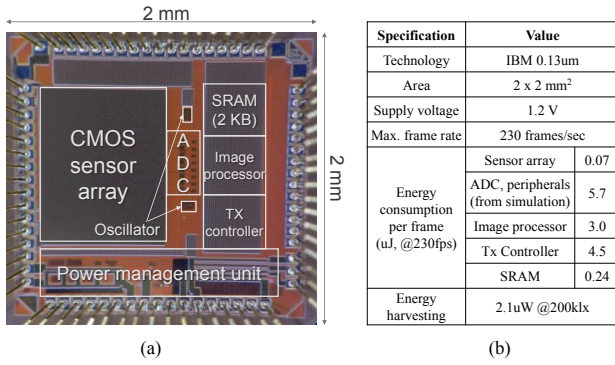 2 mm
2 mm
CMOS
sensor
array
A
D
C
SRAM
(2 KB)
Image
processor
TX
controller
Oscillator
Power management unit
(a)
Specification Value
Technology IBM 0.13um
Area 2 x 2 mm²
Supply voltage 1.2 V
Max. frame rate 230 frames/sec
Energy
consumption
per frame
(uJ, @230fps)
Sensor array 0.07
ADC, peripherals
(from simulation) 5.7
Image processor 3.0
Tx Controller 4.5
SRAM 0.24
Energy
harvesting
2.1uW @200klx
(b)